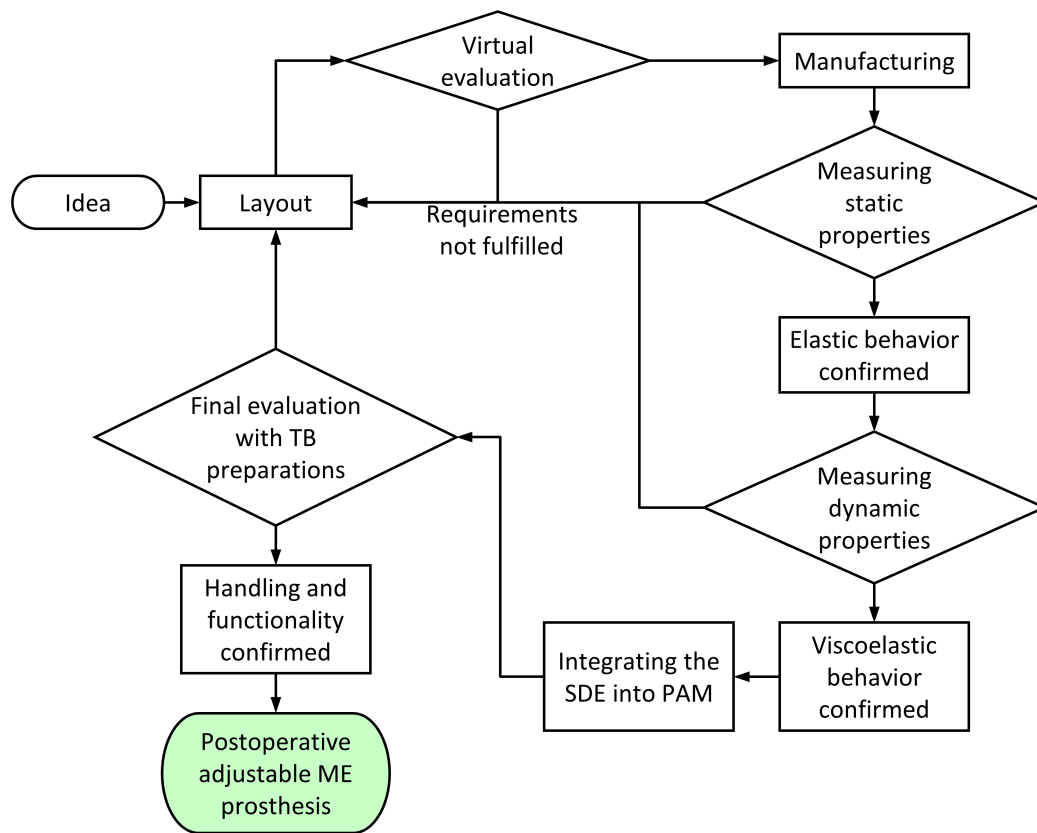 Virtual
evaluation
Manufacturing
Idea
Layout
Requirements
not fulfilled
Measuring
static
properties
Elastic behavior
confirmed
Final evaluation
with TB
preparations
Measuring
dynamic
properties
Handling and
functionality
confirmed
Integrating the
SDE into PAM
Viscoelastic
behavior
confirmed
Postoperative
adjustable ME
prosthesis